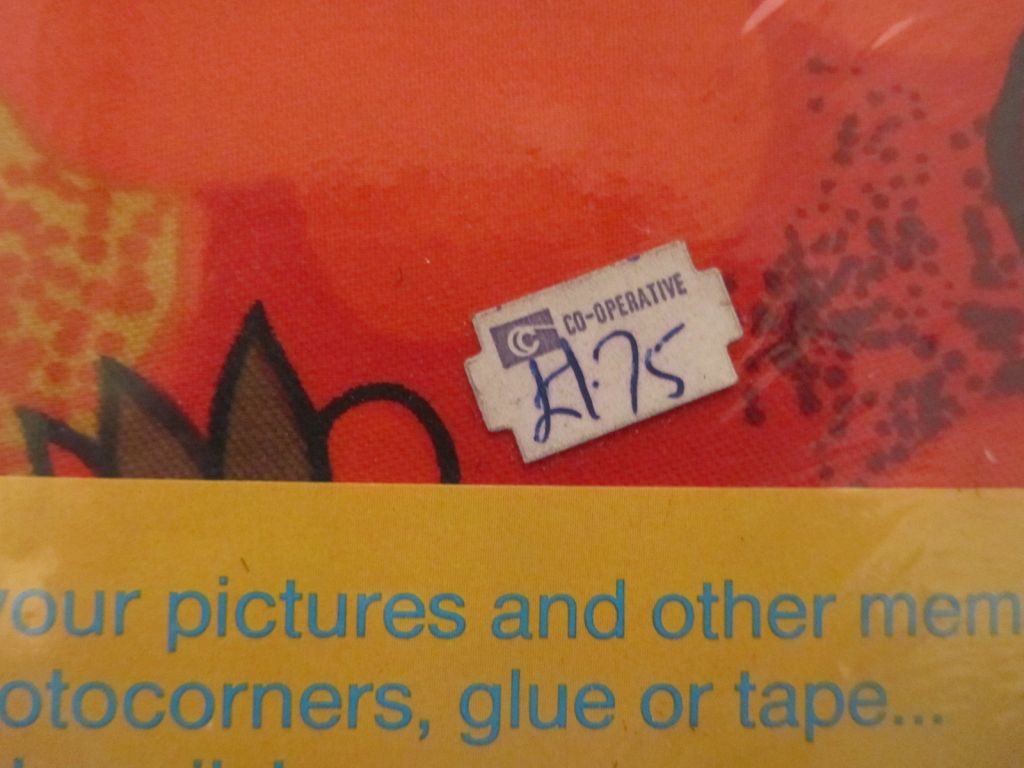 CO-OPERATIVE
£1.75
your pictures and other mem
otocorners, glue or tape...